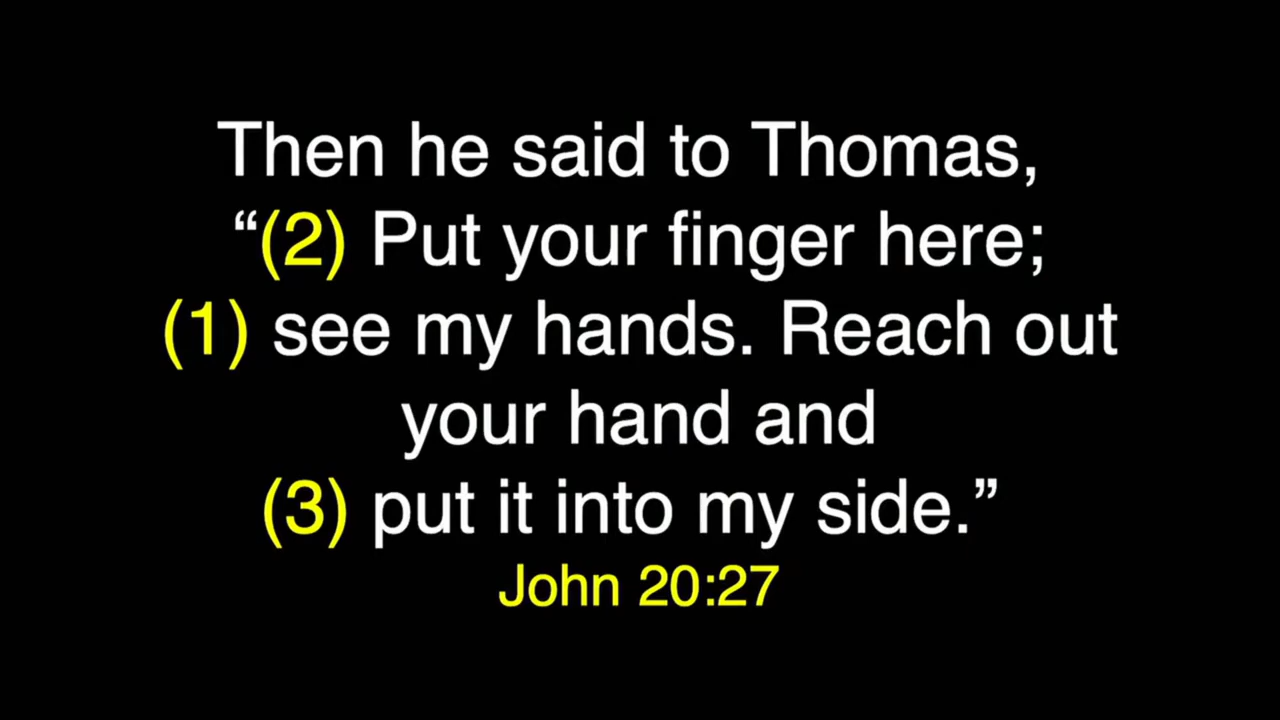 Then he said to Thomas,
“(2) Put your finger here;
(1) see my hands. Reach out
your hand and
(3) put it into my side.”
John 20:27